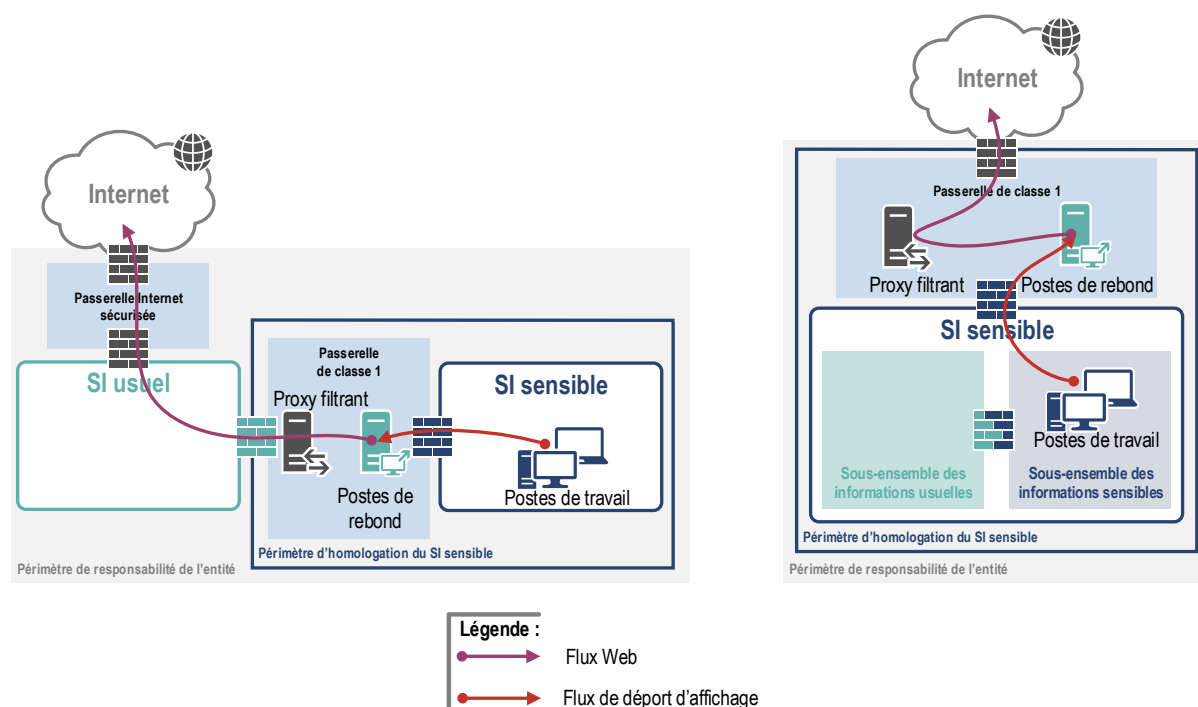 Internet
Passerelle Internet
sécurisée
SI usuel
Passerelle
de classe 1
Proxy filtrant
Postes de
rebond
SI sensible
Postes de travail
Périmètre d'homologation du SI sensible
Périmètre de responsabilité de l'entité
Internet
Passerelle de classe 1
Proxy filtrant
Postes de rebond
SI sensible
Postes de travail
Sous-ensemble des
informations usuelles
Sous-ensemble des
informations sensibles
Périmètre d'homologation du SI sensible
Périmètre de responsabilité de l'entité
Légende :
Flux Web
Flux de déport d'affichage